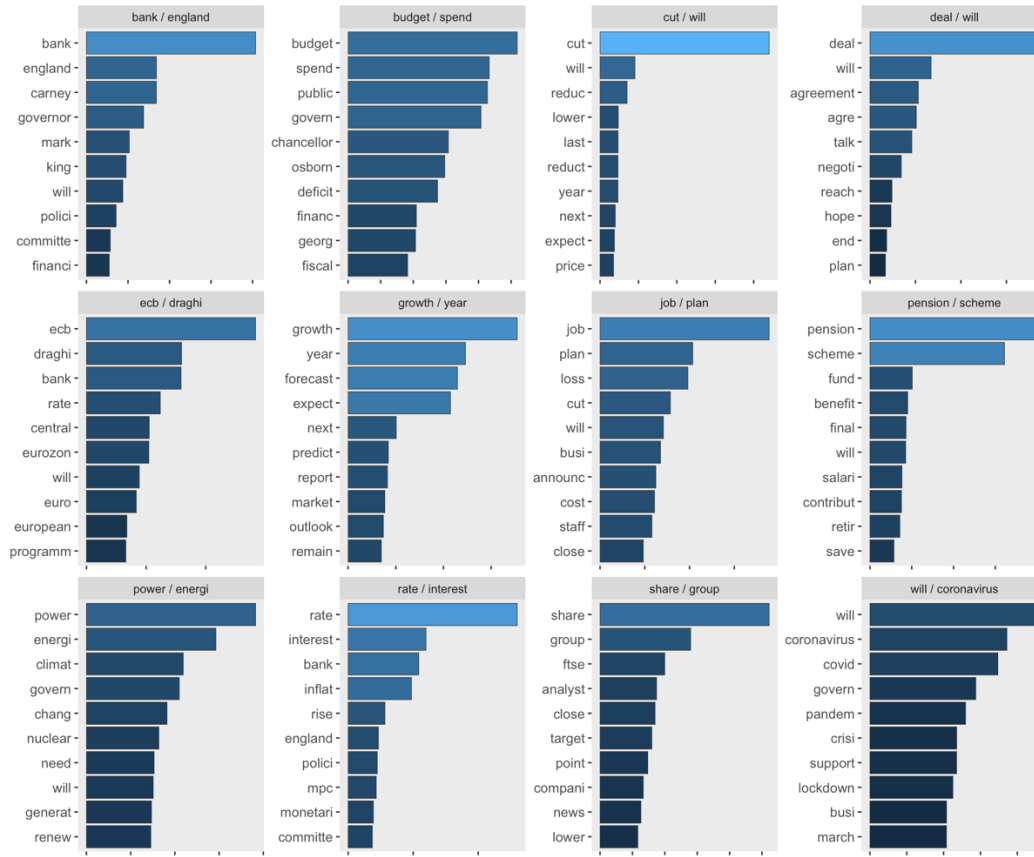 bank / england
bank
england
carney
governor
mark
king
will
polici
committe
financi
budget / spend
budget
spend
public
govern
chancellor
osborn
deficit
financ
georg
fiscal
cut / will
cut
will
reduc
lower
last
reduct
year
next
expect
price
deal / will
deal
will
agreement
agre
talk
negoti
reach
hope
end
plan
ecb / draghi
ecb
draghi
bank
rate
central
eurozon
will
euro
european
programm
growth / year
growth
year
forecast
expect
next
predict
report
market
outlook
remain
job / plan
job
plan
loss
cut
will
busi
announc
cost
staff
close
pension / scheme
pension
scheme
fund
benefit
final
will
salari
contribut
retir
save
power / energi
power
energi
climat
govern
chang
nuclear
need
will
generat
renew
rate / interest
rate
interest
bank
inflat
rise
england
polici
mpc
monetari
committe
share / group
share
group
ftse
analyst
close
target
point
compani
news
lower
will / coronavirus
will
coronavirus
covid
govern
pandem
crisi
support
lockdown
busi
march